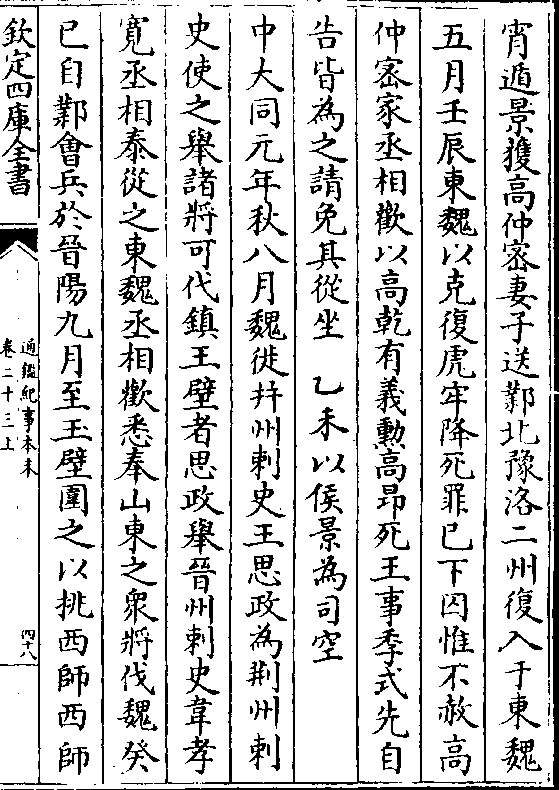 宵遁景獲高仲宻妻子送鄴北豫洛二州復入于東魏
五月壬辰東魏以克復虎牢降死罪已下囚惟不赦高
仲宻家丞相歡以高乾有義勲高昂死王事季式先自
告皆為之請免其從坐　乙未以侯景為司空
中大同元年秋八月魏徙并州刺史王思政為荆州刺
史使之舉諸將可代鎮玉壁者思政舉晉州刺史韋孝
寛丞相泰從之東魏丞相歡悉奉山東之衆將伐魏癸
已自鄴會兵於晉陽九月至玉壁圍之以挑西師西師
欽定四庫全書
通鑑紀事本末
卷二十三上
四十八